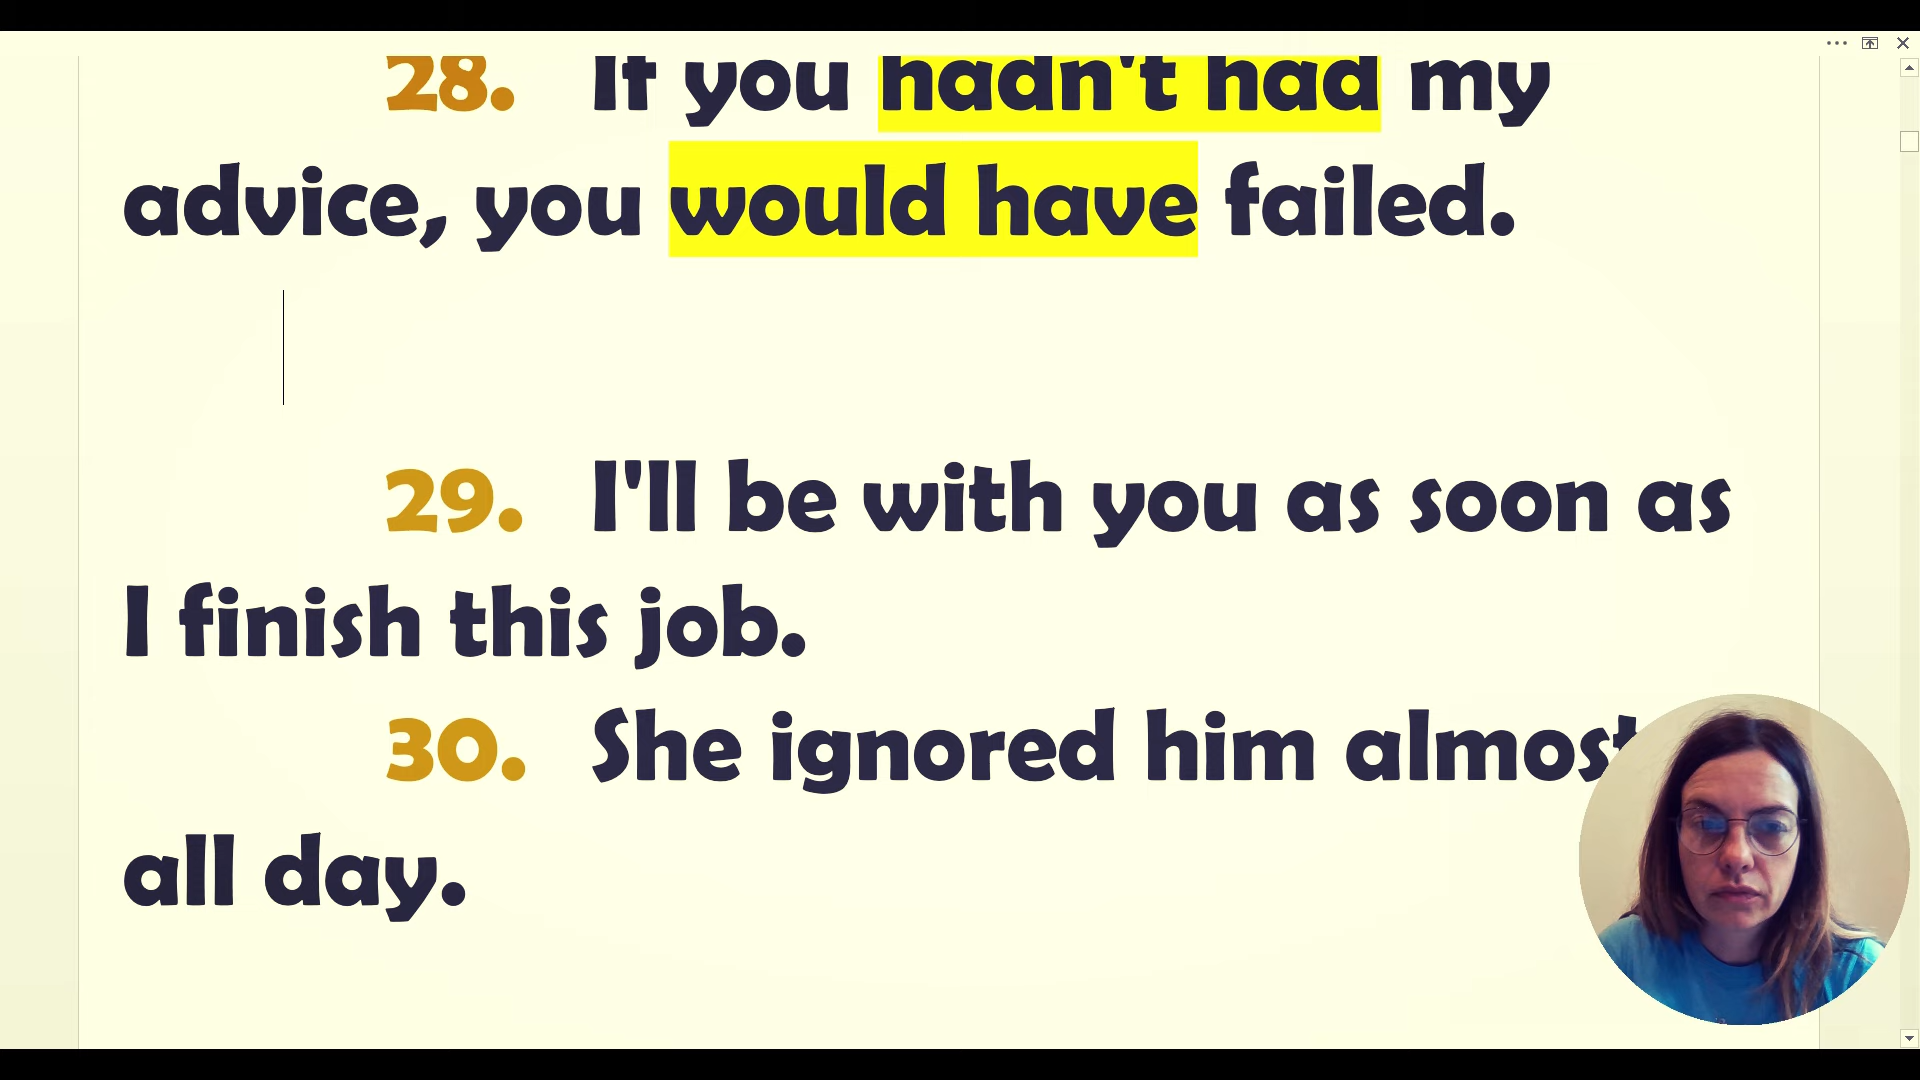 28. If you hadn't had my
advice, you would have failed.
29. I'll be with you as soon as
I finish this job.
30. She ignored him almost
all day.